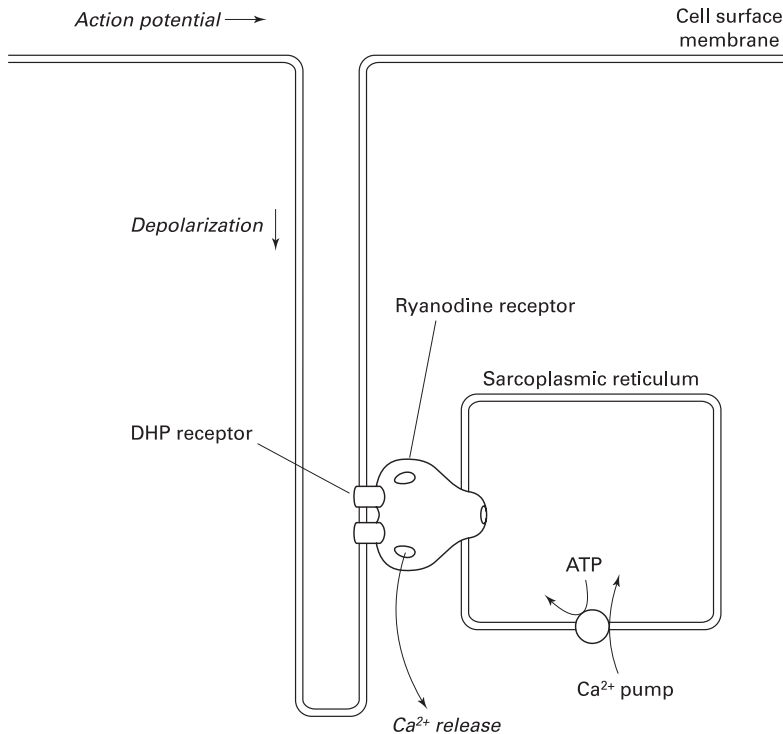 Action potential
Cell surface
membrane
Depolarization
Ryanodine receptor
Sarcoplasmic reticulum
DHP receptor
ATP
Ca²⁺ pump
Ca²⁺ release